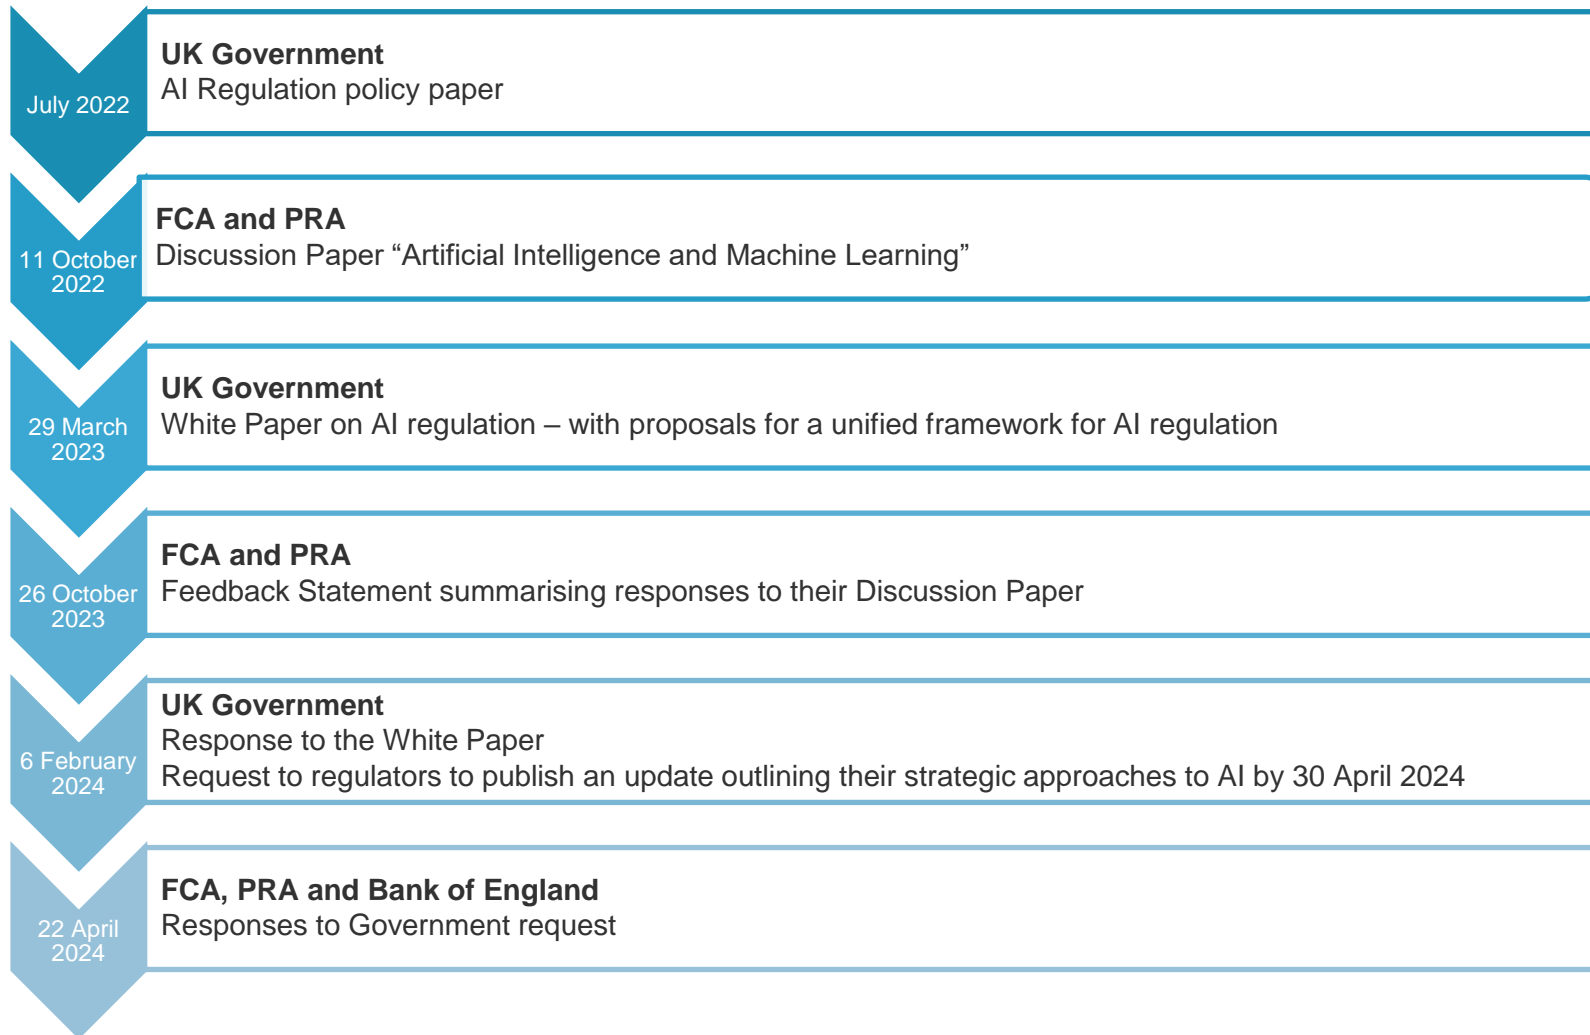 July 2022
UK Government
AI Regulation policy paper
11 October
2022
FCA and PRA
Discussion Paper “Artificial Intelligence and Machine Learning”
29 March
2023
UK Government
White Paper on AI regulation – with proposals for a unified framework for AI regulation
26 October
2023
FCA and PRA
Feedback Statement summarising responses to their Discussion Paper
6 February
2024
UK Government
Response to the White Paper
Request to regulators to publish an update outlining their strategic approaches to AI by 30 April 2024
22 April
2024
FCA, PRA and Bank of England
Responses to Government request